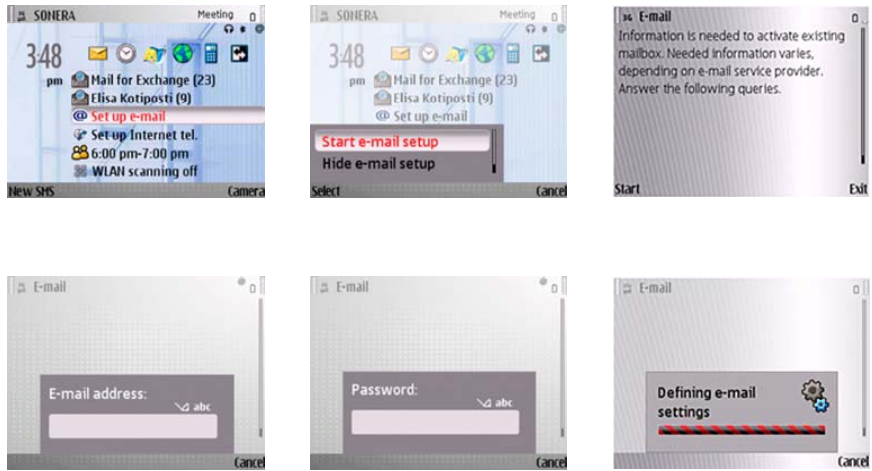 SONERA Meeting
3:48
pm
Mail for Exchange (23)
Elisa Kotiposti (9)
@ Set up e-mail
Set up Internet tel.
6:00 pm-7:00 pm
WLAN scanning off
New SMS Camera
SONERA Meeting
3:48
pm
Mail for Exchange (23)
Elisa Kotiposti (9)
@ Set up e-mail
Start e-mail setup
Hide e-mail setup
Select Cancel
E-mail
Information is needed to activate existing
mailbox. Needed information varies,
depending on e-mail service provider.
Answer the following queries.
Start Exit
E-mail
E-mail address:
abc
Cancel
E-mail
Password:
abc
Cancel
E-mail
Defining e-mail
settings
Cancel